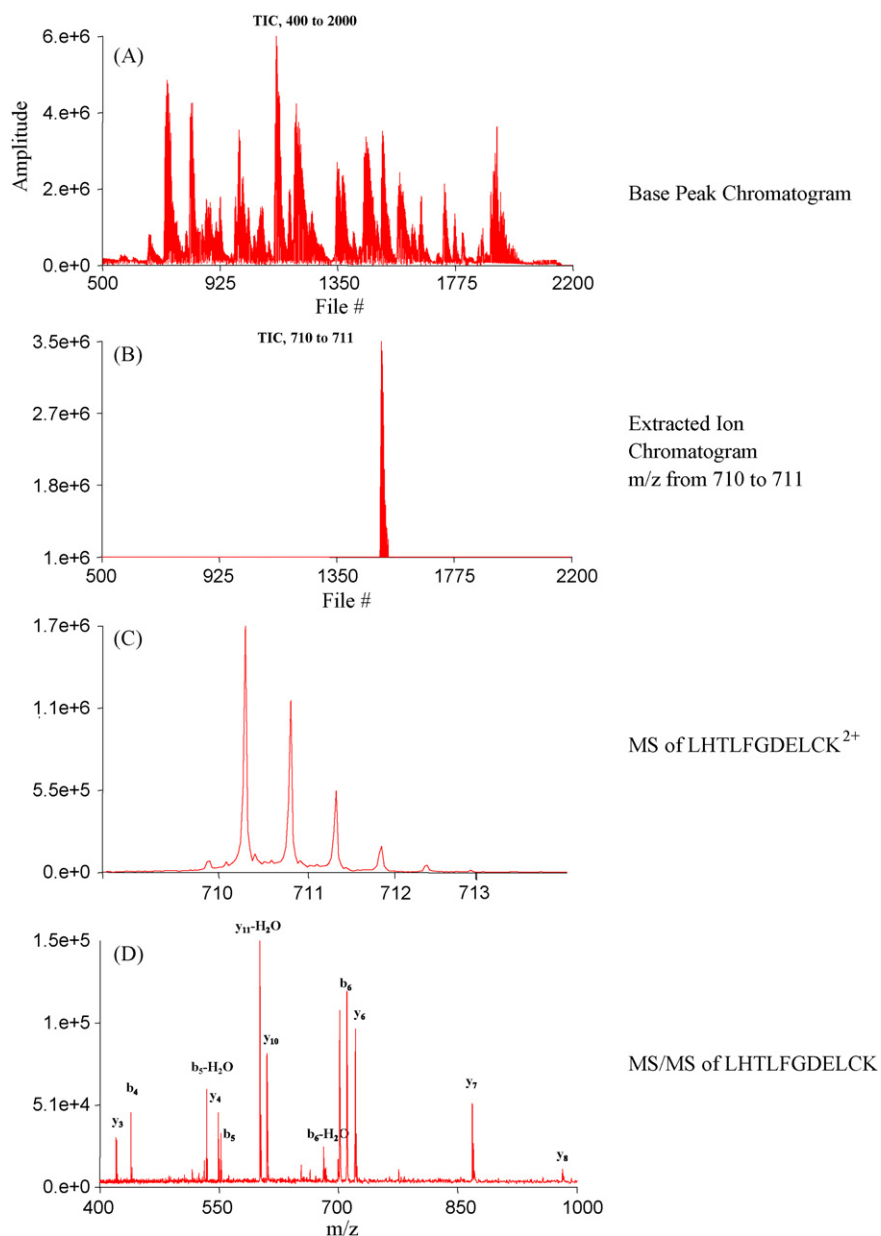 TIC, 400 to 2000
(A)
6.e+6
4.e+6
2.e+6
0.e+0
Amplitude
500 925 1350 1775 2200
File #
Base Peak Chromatogram
TIC, 710 to 711
(B)
3.5e+6
2.7e+6
1.8e+6
1.e+6
500 925 1350 1775 2200
File #
Extracted Ion
Chromatogram
m/z from 710 to 711
(C)
1.7e+6
1.1e+6
5.5e+5
0.e+0
710 711 712 713
MS of LHTLFGDELCK²⁺
y₁₁-H₂O
(D)
1.5e+5
1.e+5
5.1e+4
0.e+0
b₆
y₆
y₁₀
b₅-H₂O
y₇
b₄
y₄
y₃
b₅
b₆-H₂O
y₈
400 550 700 850 1000
m/z
MS/MS of LHTLFGDELCK